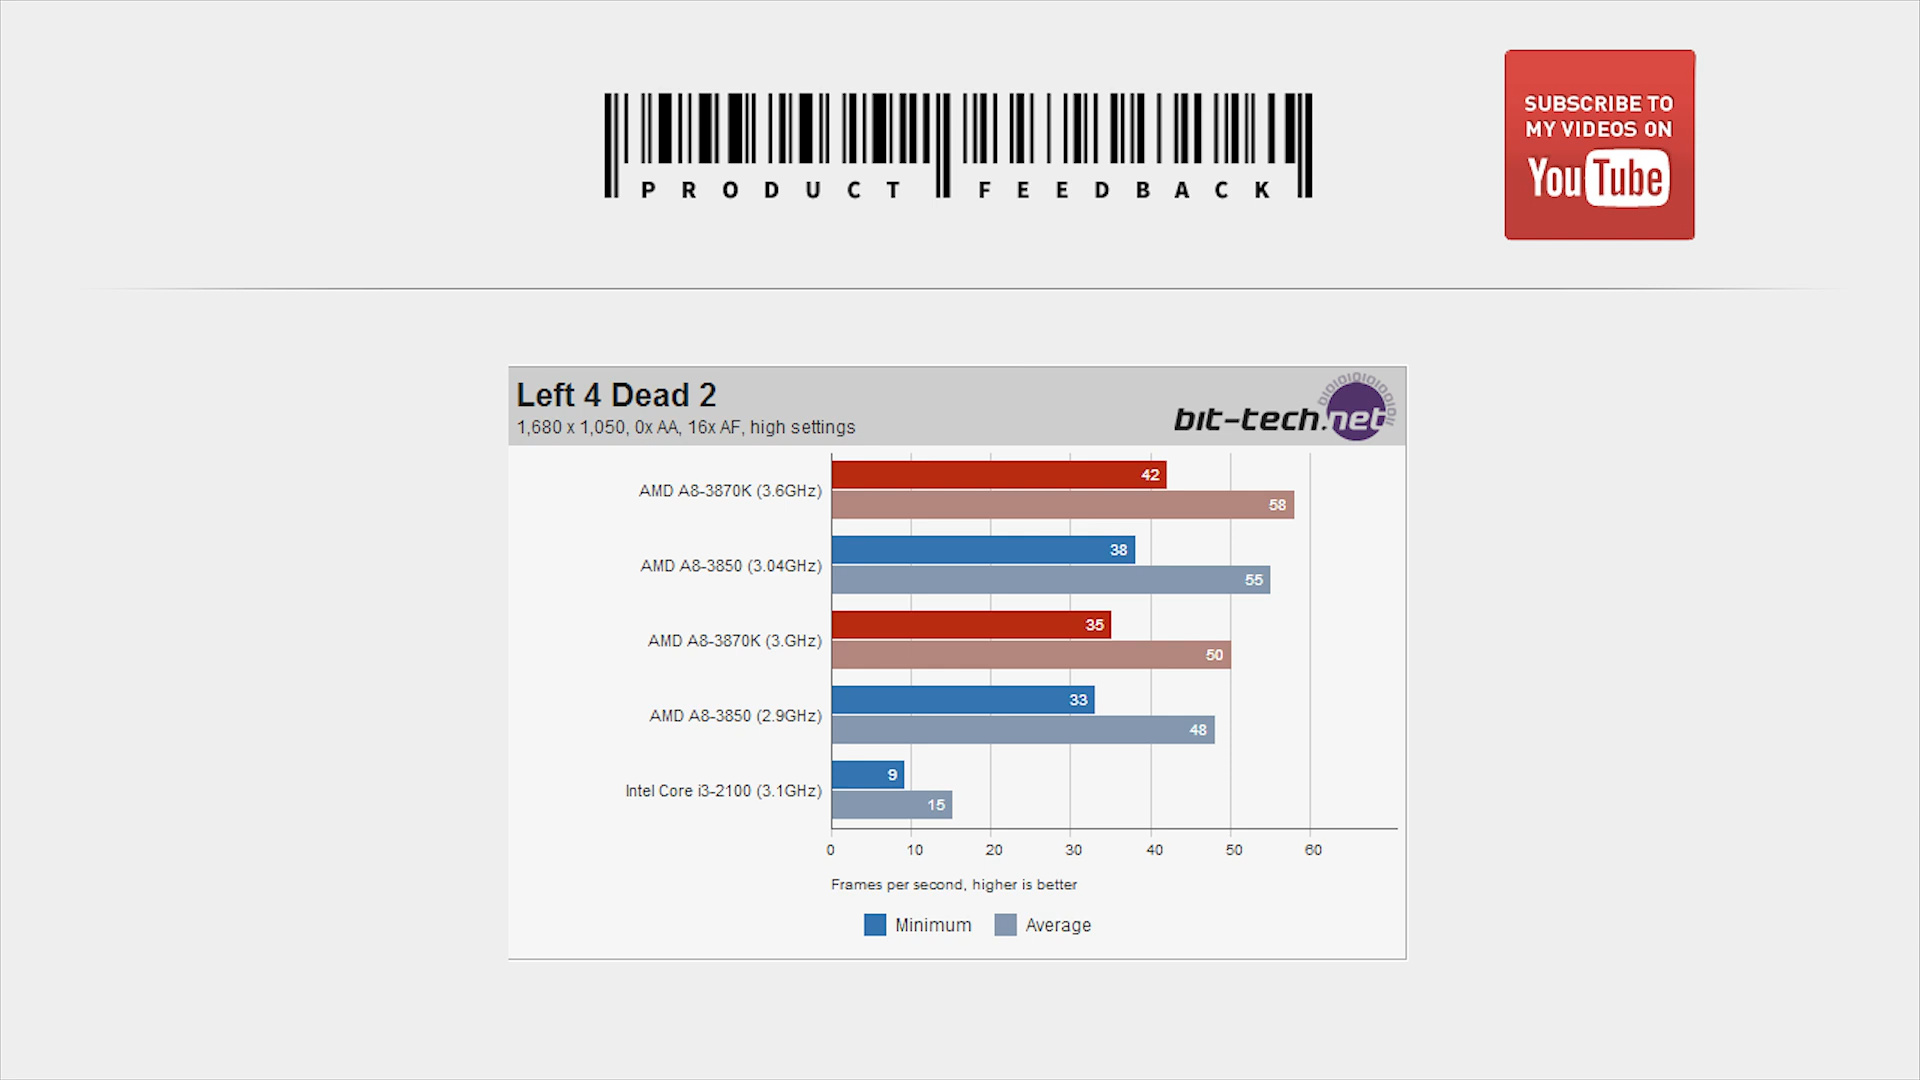 PRODUCT FEEDBACK
SUBSCRIBE TO
MY VIDEOS ON
YouTube
Left 4 Dead 2
1,680 x 1,050, 0x AA, 16x AF, high settings
bit-tech.net
AMD A8-3870K (3.6GHz)
42
58
AMD A8-3850 (3.04GHz)
38
55
AMD A8-3870K (3.GHz)
35
50
AMD A8-3850 (2.9GHz)
33
48
Intel Core i3-2100 (3.1GHz)
9
15
0 10 20 30 40 50 60
Frames per second, higher is better
Minimum Average